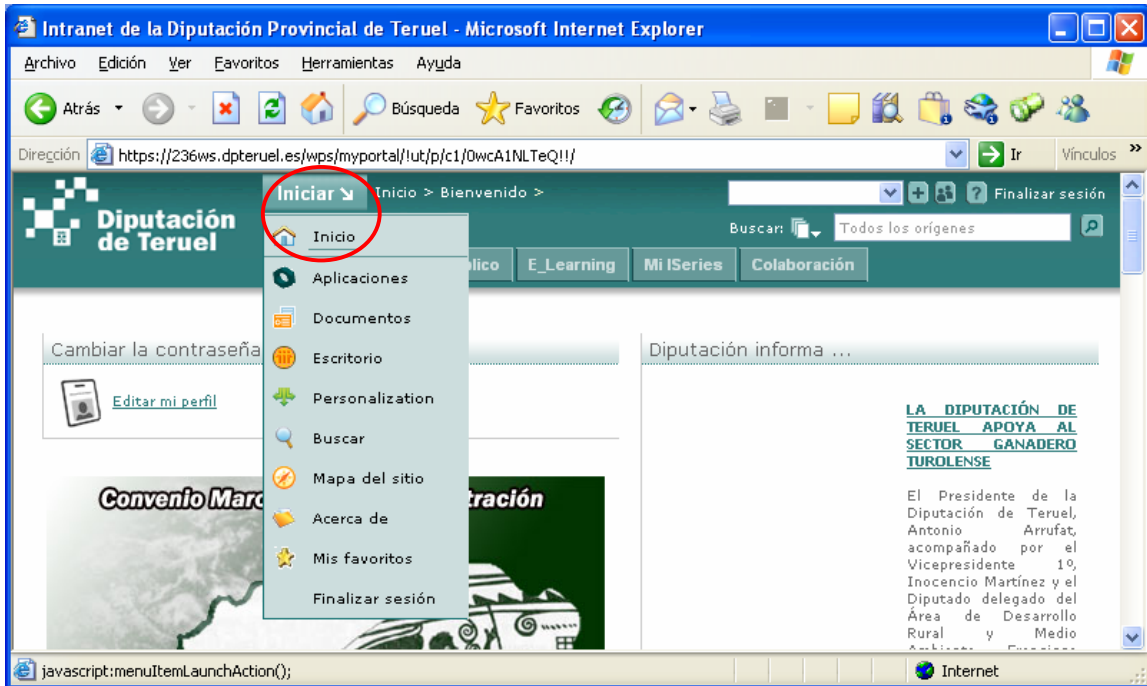 Intranet de la Diputación Provincial de Teruel - Microsoft Internet Explorer
Archivo Edición Ver Favoritos Herramientas Ayuda
Atrás Búsqueda Favoritos
Dirección https://236ws.dpteruel.es/wps/myportal/!ut/p/c1/0wcA1NLTeQ!!/ Ir Vínculos »
Diputación de Teruel
Iniciar Inicio > Bienvenido > Finalizar sesión
Buscar: Todos los orígenes
E_Learning Mi ISeries Colaboración
Inicio
Aplicaciones
Documentos
Escritorio
Personalization
Buscar
Mapa del sitio
Acerca de
Mis favoritos
Finalizar sesión
Cambiar la contraseña
Editar mi perfil
Convenio
Diputación informa ...
LA DIPUTACIÓN DE
TERUEL APOYA AL
SECTOR GANADERO
TUROLENSE
El Presidente de la
Diputación de Teruel,
Antonio Arrufat,
acompañado por el
Vicepresidente 1º,
Inocencio Martínez y el
Diputado delegado del
Área de Desarrollo
Rural y Medio
javascript:menuItemLaunchAction();
Internet